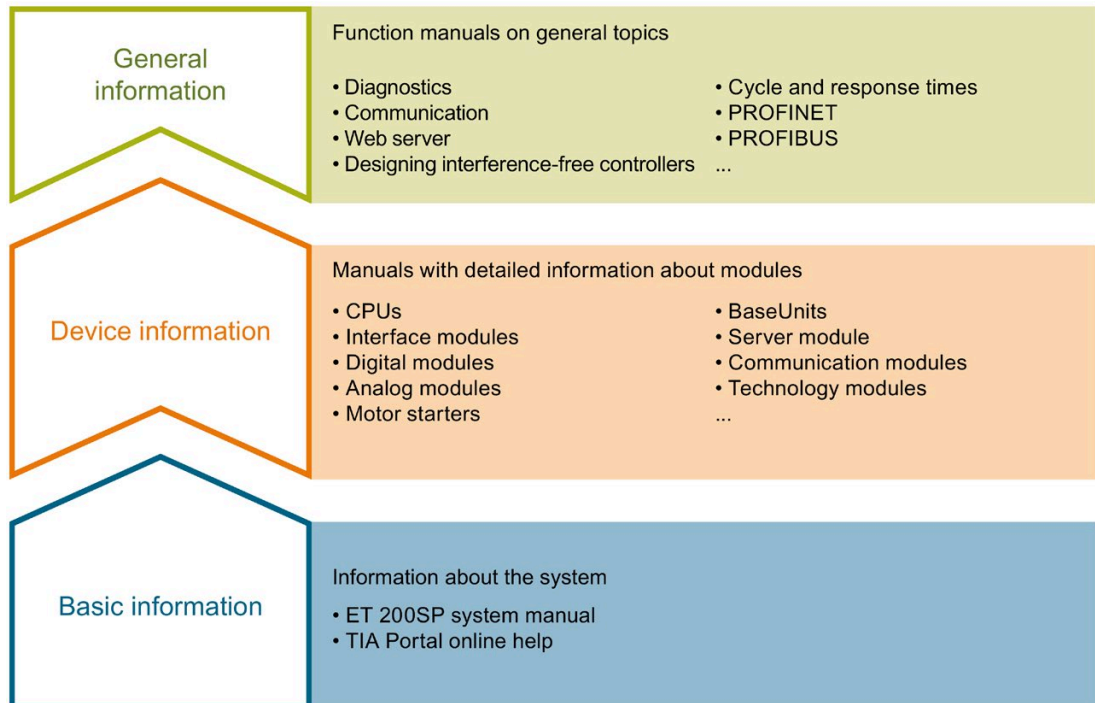 General
information
Function manuals on general topics
• Diagnostics
• Communication
• Web server
• Designing interference-free controllers
• Cycle and response times
• PROFINET
• PROFIBUS
...
Device information
Manuals with detailed information about modules
• CPUs
• Interface modules
• Digital modules
• Analog modules
• Motor starters
• BaseUnits
• Server module
• Communication modules
• Technology modules
...
Basic information
Information about the system
• ET 200SP system manual
• TIA Portal online help